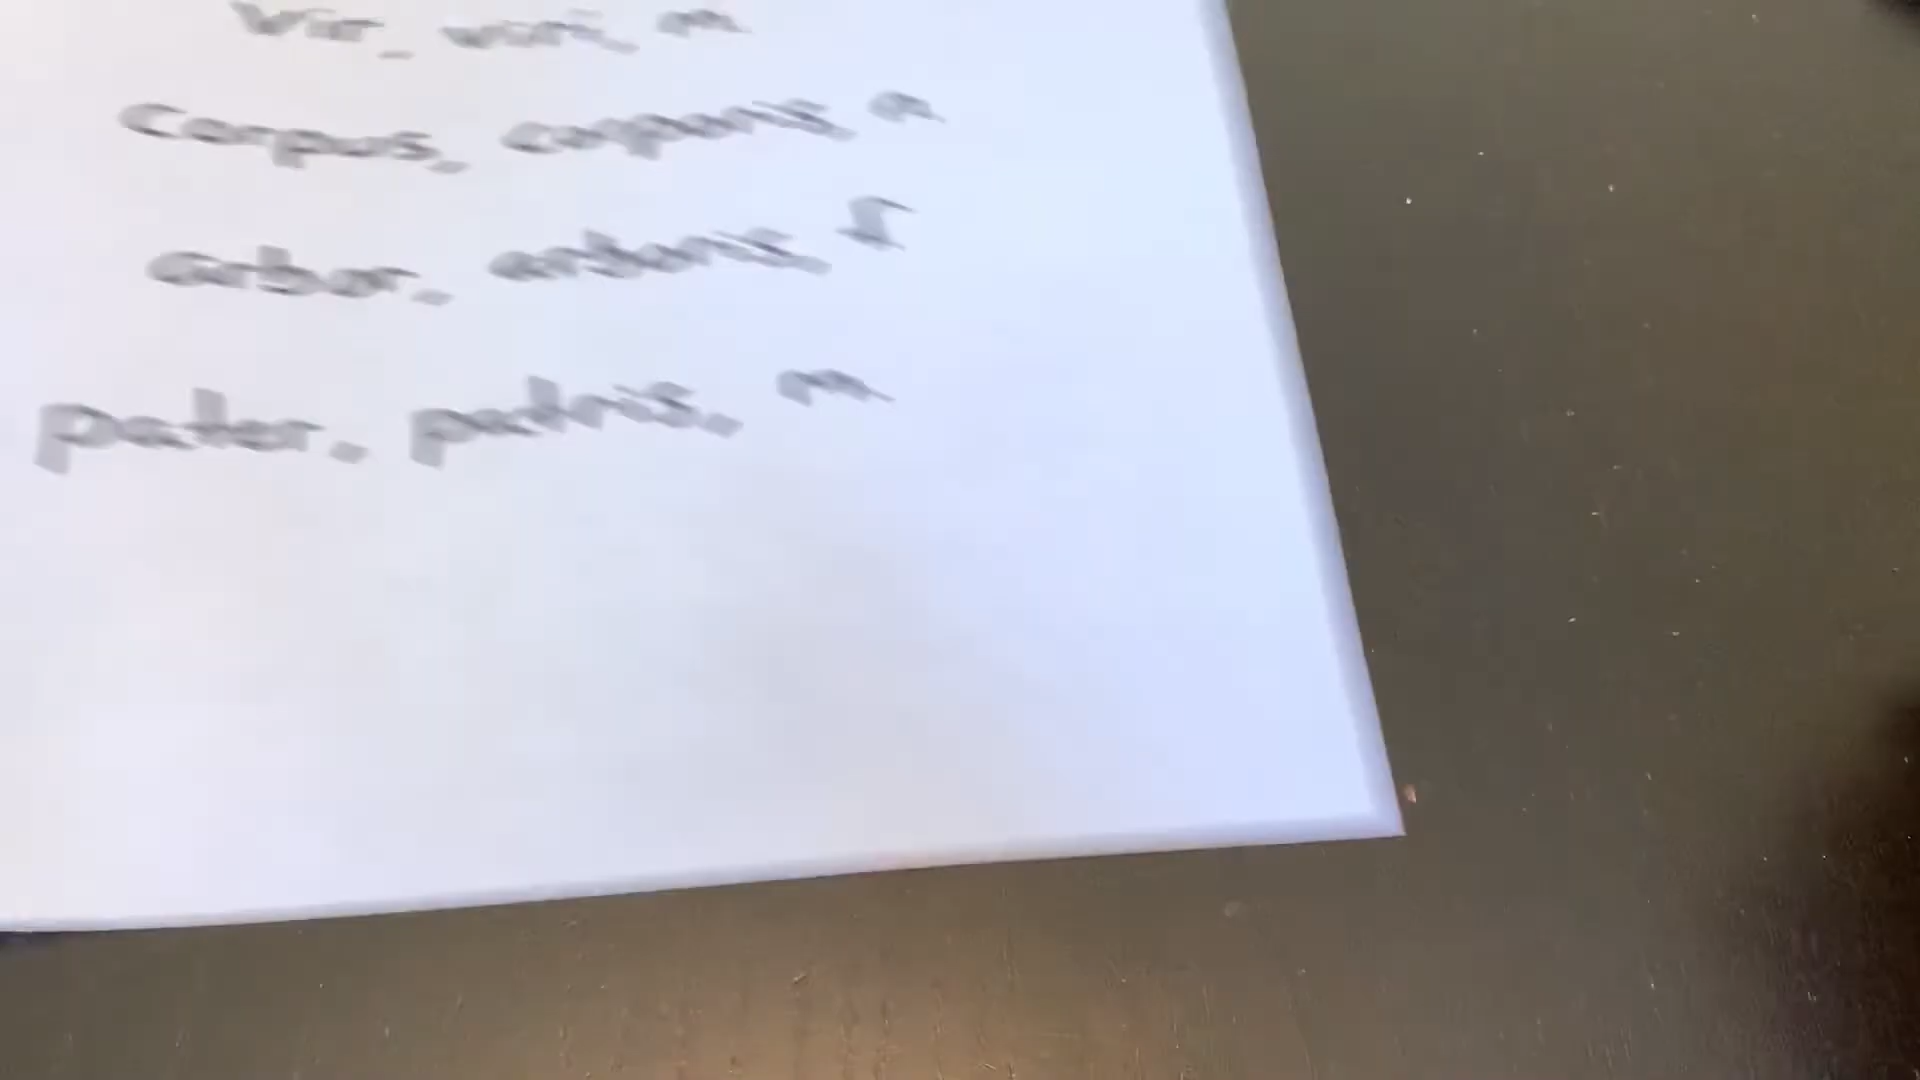 vir, viri, m
Corpus, corporis, n
arbor, arboris, f
pater, patris, m